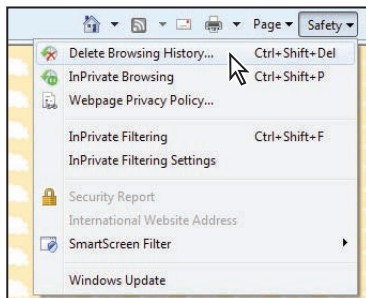 Page Safety
Delete Browsing History... Ctrl+Shift+Del
InPrivate Browsing Ctrl+Shift+P
Webpage Privacy Policy...
InPrivate Filtering Ctrl+Shift+F
InPrivate Filtering Settings
Security Report
International Website Address
SmartScreen Filter
Windows Update